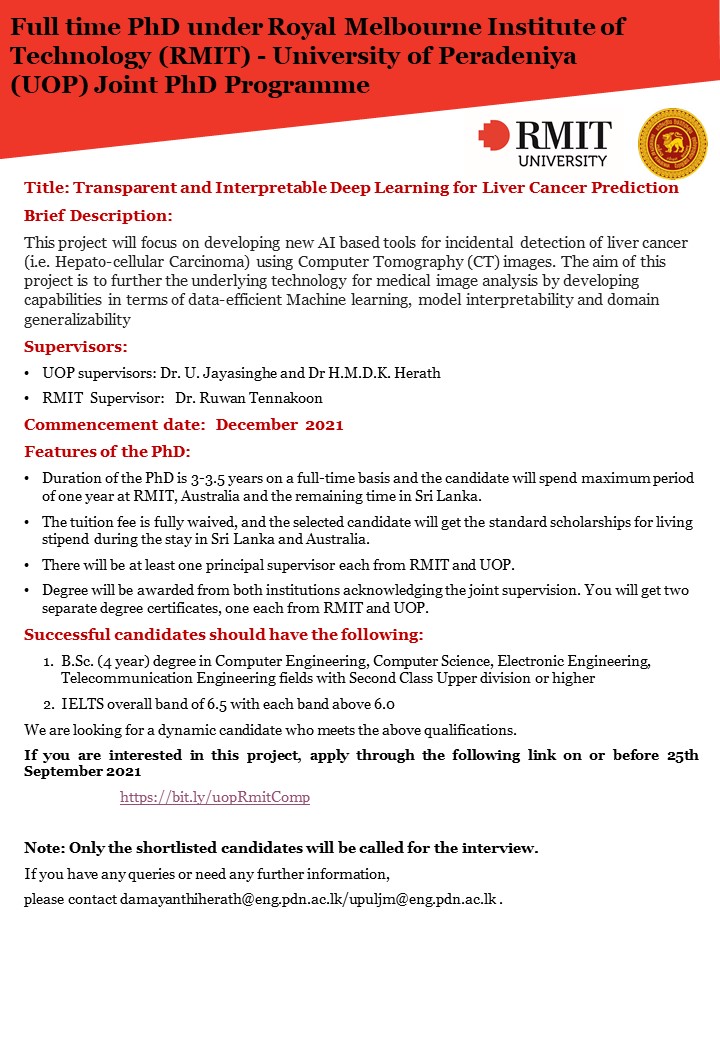 Full time PhD under Royal Melbourne Institute of
Technology (RMIT) - University of Peradeniya
(UOP) Joint PhD Programme
RMIT
UNIVERSITY
Title: Transparent and Interpretable Deep Learning for Liver Cancer Prediction
Brief Description:
This project will focus on developing new AI based tools for incidental detection of liver cancer
(i.e. Hepato-cellular Carcinoma) using Computer Tomography (CT) images. The aim of this
project is to further the underlying technology for medical image analysis by developing
capabilities in terms of data-efficient Machine learning, model interpretability and domain
generalizability
Supervisors:
• UOP supervisors: Dr. U. Jayasinghe and Dr H.M.D.K. Herath
• RMIT Supervisor: Dr. Ruwan Tennakoon
Commencement date: December 2021
Features of the PhD:
• Duration of the PhD is 3-3.5 years on a full-time basis and the candidate will spend maximum period
of one year at RMIT, Australia and the remaining time in Sri Lanka.
• The tuition fee is fully waived, and the selected candidate will get the standard scholarships for living
stipend during the stay in Sri Lanka and Australia.
• There will be at least one principal supervisor each from RMIT and UOP.
• Degree will be awarded from both institutions acknowledging the joint supervision. You will get two
separate degree certificates, one each from RMIT and UOP.
Successful candidates should have the following:
1. B.Sc. (4 year) degree in Computer Engineering, Computer Science, Electronic Engineering,
Telecommunication Engineering fields with Second Class Upper division or higher
2. IELTS overall band of 6.5 with each band above 6.0
We are looking for a dynamic candidate who meets the above qualifications.
If you are interested in this project, apply through the following link on or before 25th
September 2021
https://bit.ly/uopRmitComp
Note: Only the shortlisted candidates will be called for the interview.
If you have any queries or need any further information,
please contact damayanthiherath@eng.pdn.ac.lk/upuljm@eng.pdn.ac.lk .